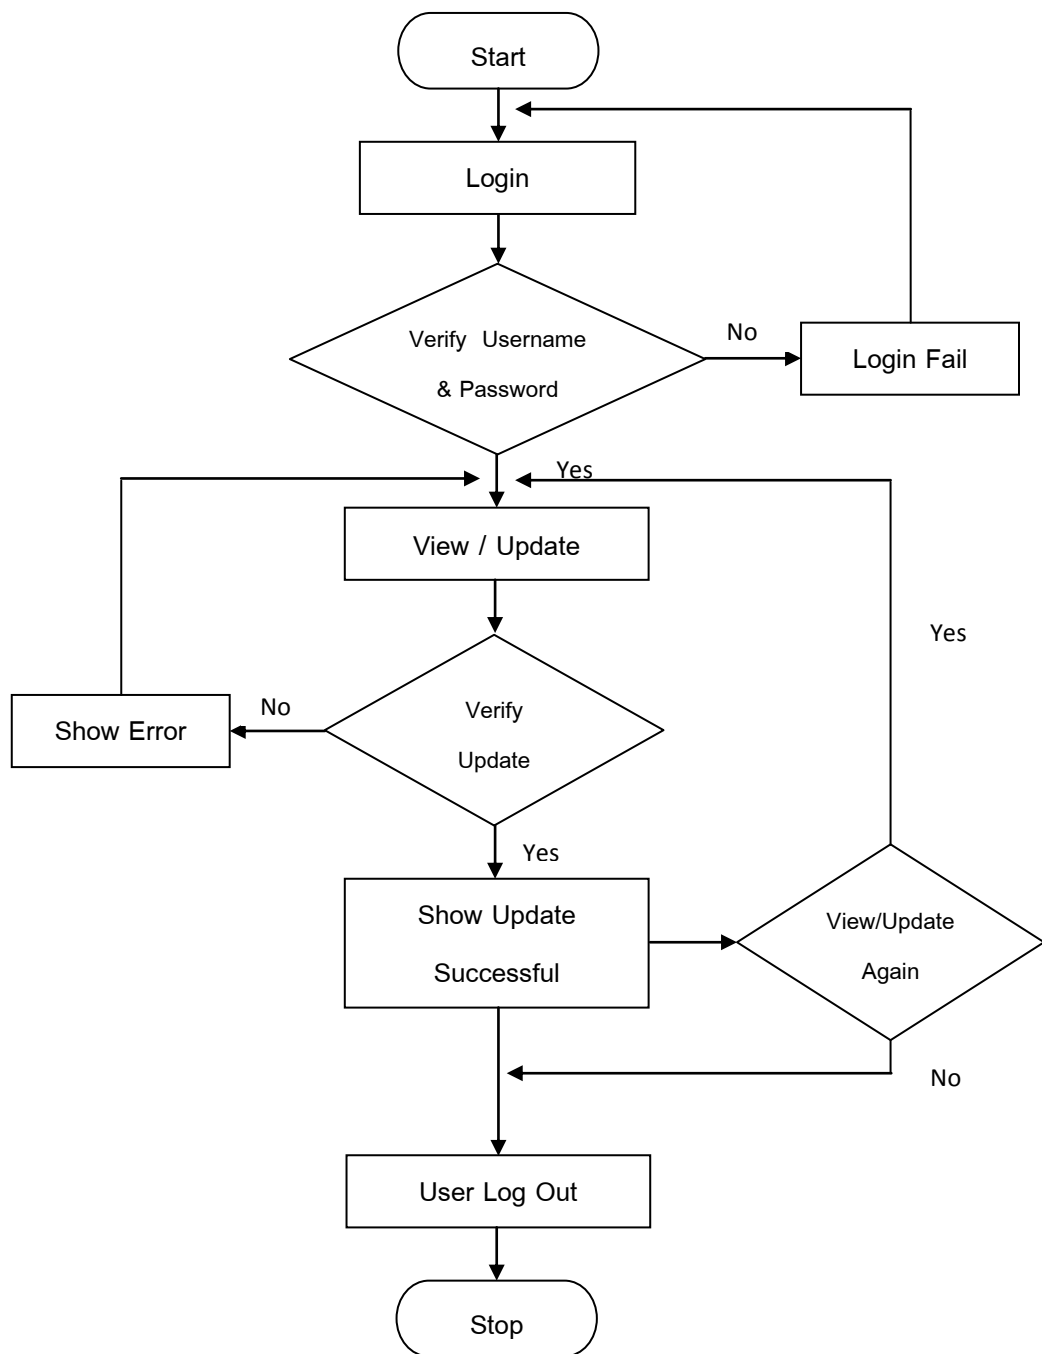 Start
Login
Verify Username
& Password
No
Login Fail
Yes
View / Update
Yes
Show Error
No
Verify
Update
Yes
Show Update
Successful
View/Update
Again
No
User Log Out
Stop